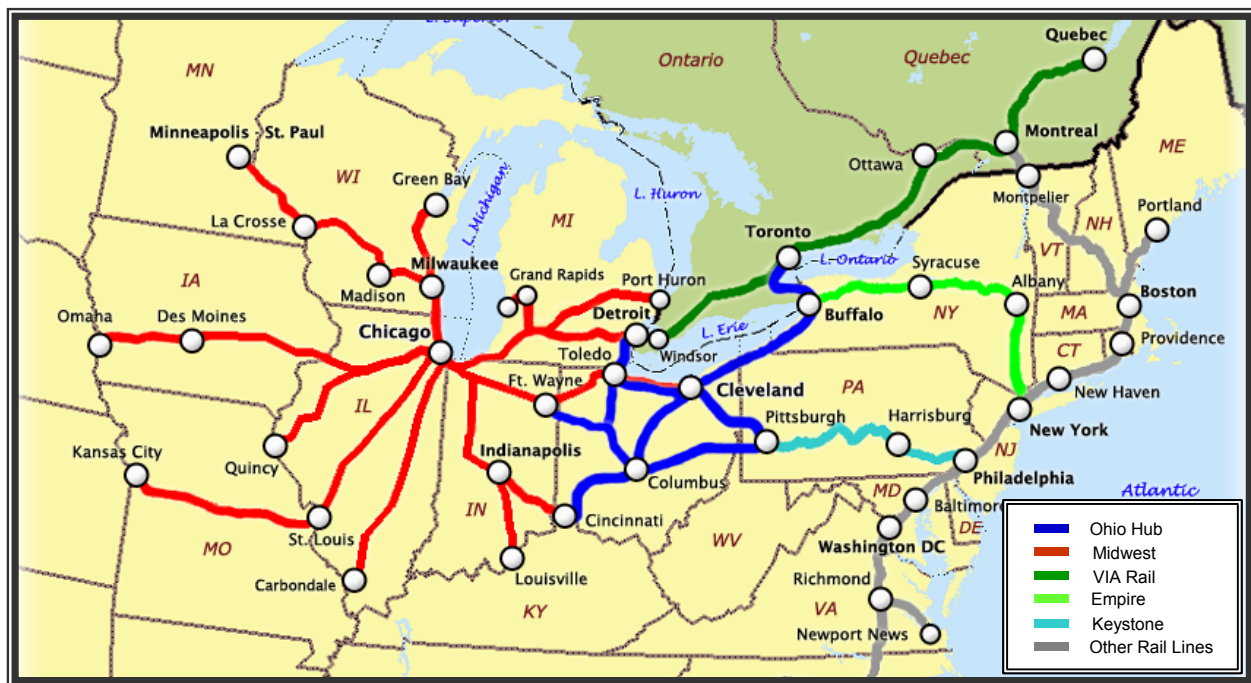 L. Superior
Quebec
MN
Ontario
Quebec
Minneapolis - St. Paul
Montreal
ME
WI
Green Bay
Ottawa
L. Michigan
L. Huron
Montpelier
NH
Portland
La Crosse
MI
Toronto
VT
Milwaukee
L. Ontario
Syracuse
IA
Grand Rapids
Port Huron
Albany
Madison
Boston
Omaha
Des Moines
Chicago
Detroit
Buffalo
NY
MA
L. Erie
Providence
Toledo
Windsor
CT
Ft. Wayne
Cleveland
PA
New Haven
IL
Pittsburgh
Harrisburg
New York
Kansas City
Quincy
Indianapolis
NJ
Columbus
Philadelphia
MD
Atlantic
IN
Baltimore
Cincinnati
DE
St. Louis
WV
Washington DC
MO
Carbondale
Louisville
Richmond
KY
VA
Newport News
Ohio Hub
Midwest
VIA Rail
Empire
Keystone
Other Rail Lines